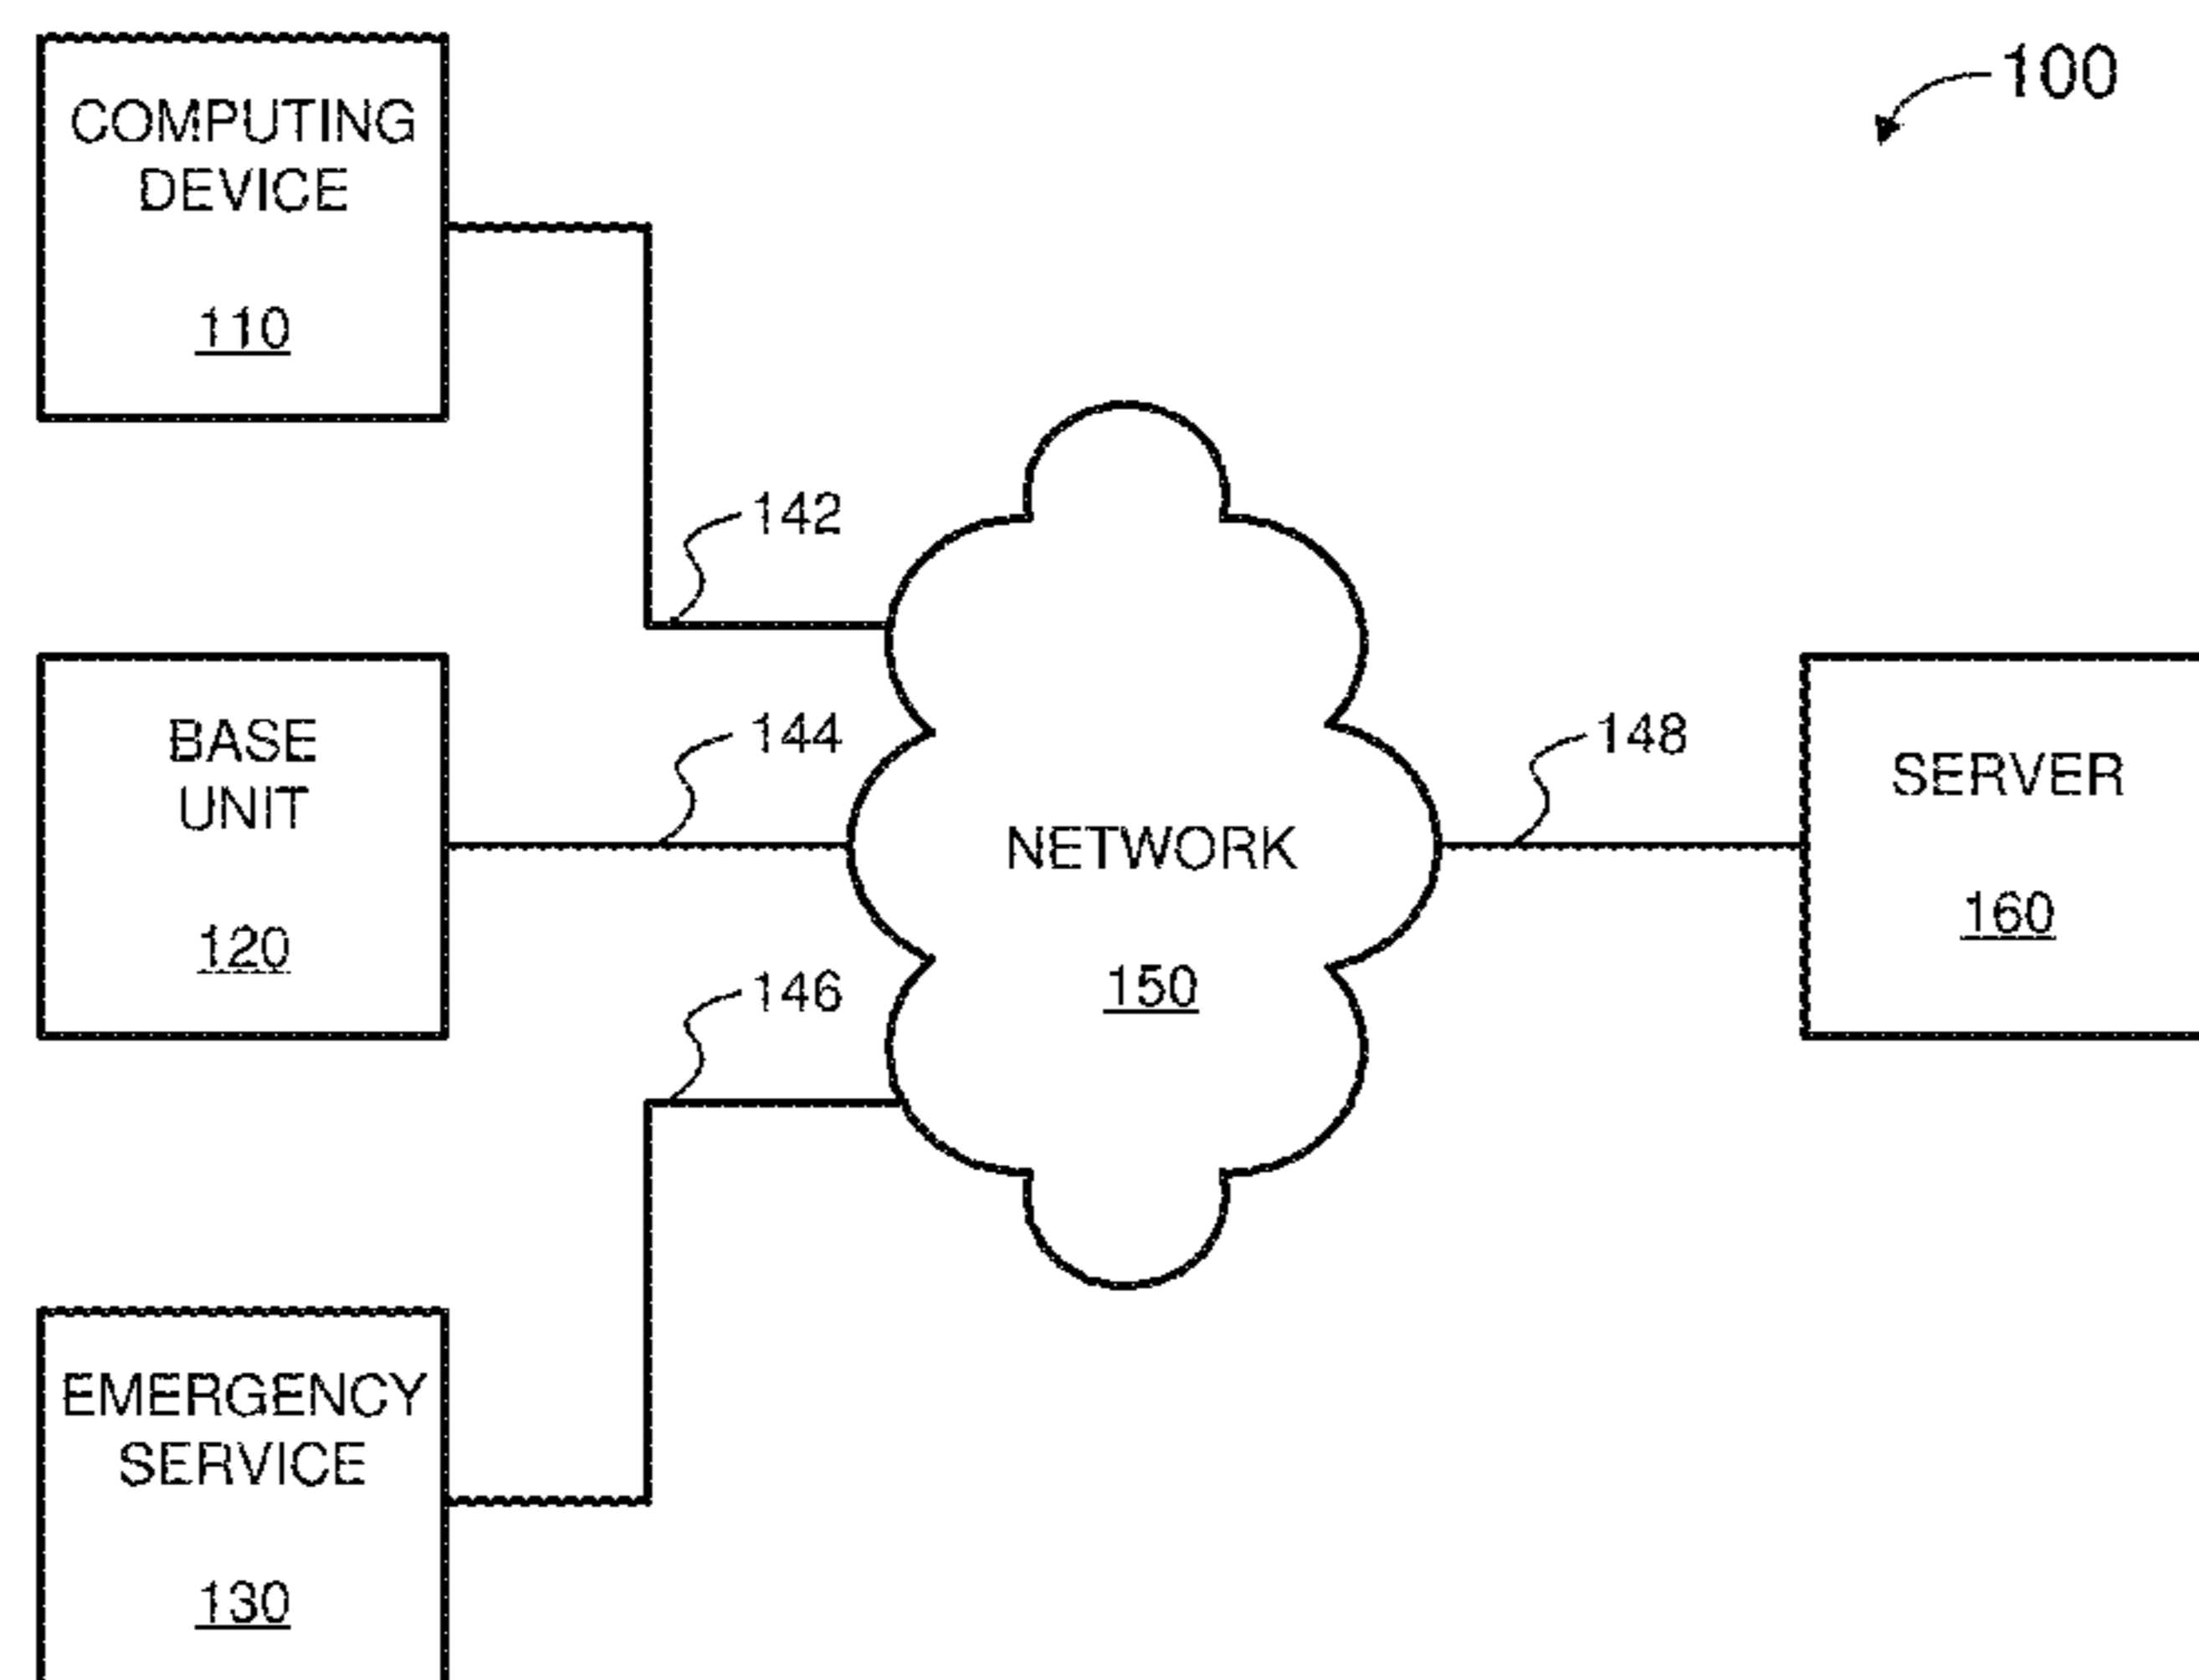 100
COMPUTING
DEVICE
110
142
BASE
UNIT
120
144
NETWORK
150
148
SERVER
160
146
EMERGENCY
SERVICE
130